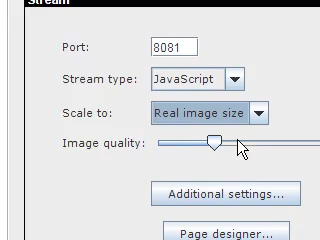 Stream
Port: 8081
Stream type: JavaScript
Scale to: Real image size
Image quality:
Additional settings...
Page designer...